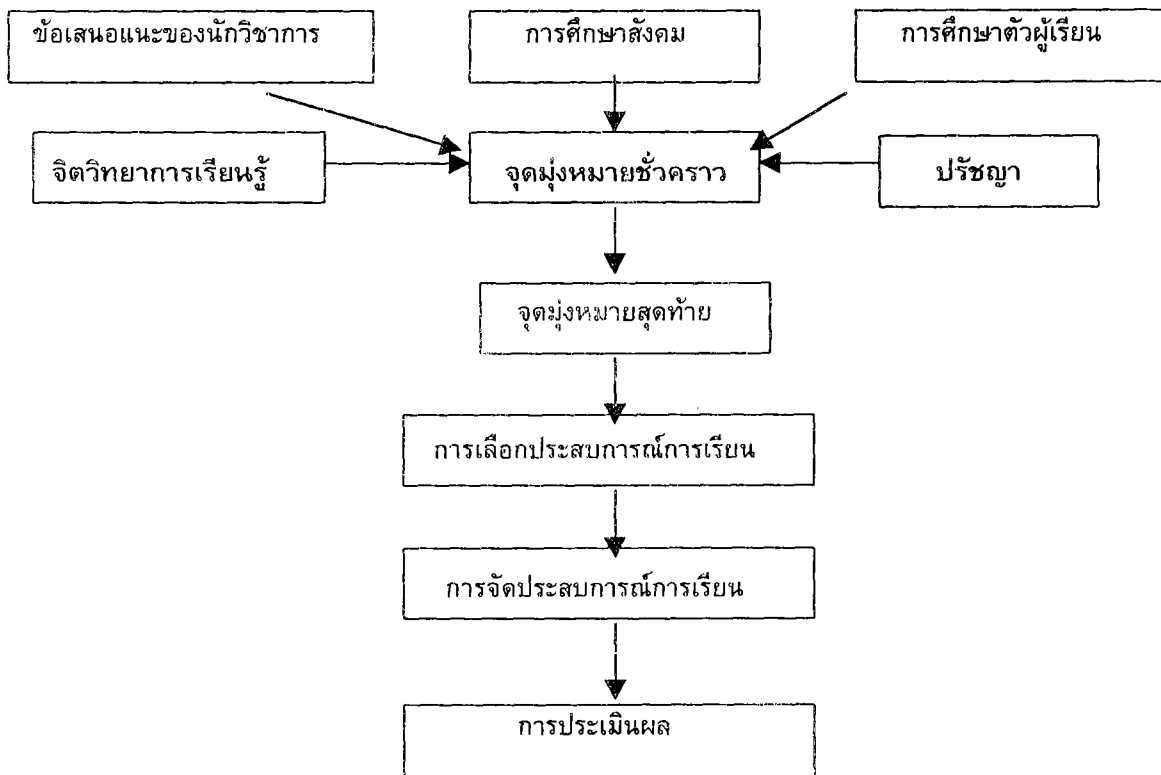 ข้อเสนอแนะของนักวิชาการ
การศึกษาสังคม
การศึกษาตัวผู้เรียน
จิตวิทยาการเรียนรู้
จุดมุ่งหมายชั่วคราว
ปรัชญา
จุดมุ่งหมายสุดท้าย
การเลือกประสบการณ์การเรียน
การจัดประสบการณ์การเรียน
การประเมินผล